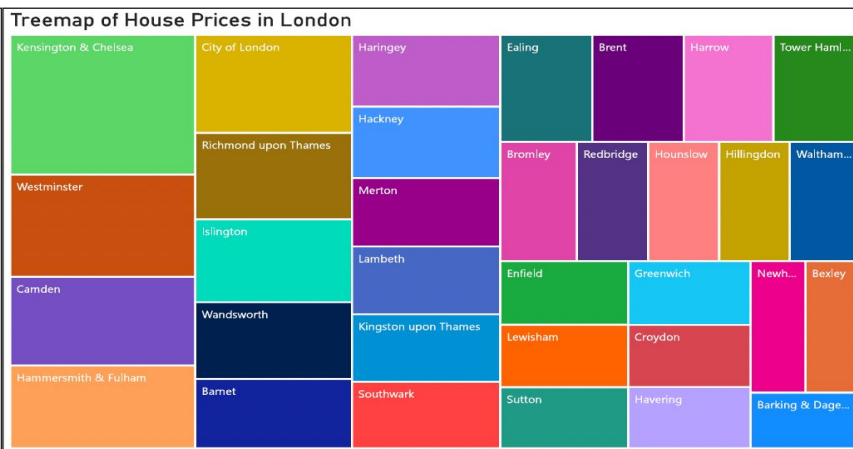 Treemap of House Prices in London
Kensington & Chelsea
Westminster
Camden
Hammersmith & Fulham
City of London
Richmond upon Thames
Islington
Wandsworth
Barnet
Haringey
Hackney
Merton
Lambeth
Kingston upon Thames
Southwark
Ealing
Brent
Harrow
Tower Haml...
Bromley
Redbridge
Hounslow
Hillingdon
Waltham...
Enfield
Greenwich
Newh...
Bexley
Lewisham
Croydon
Sutton
Havering
Barking & Dage...